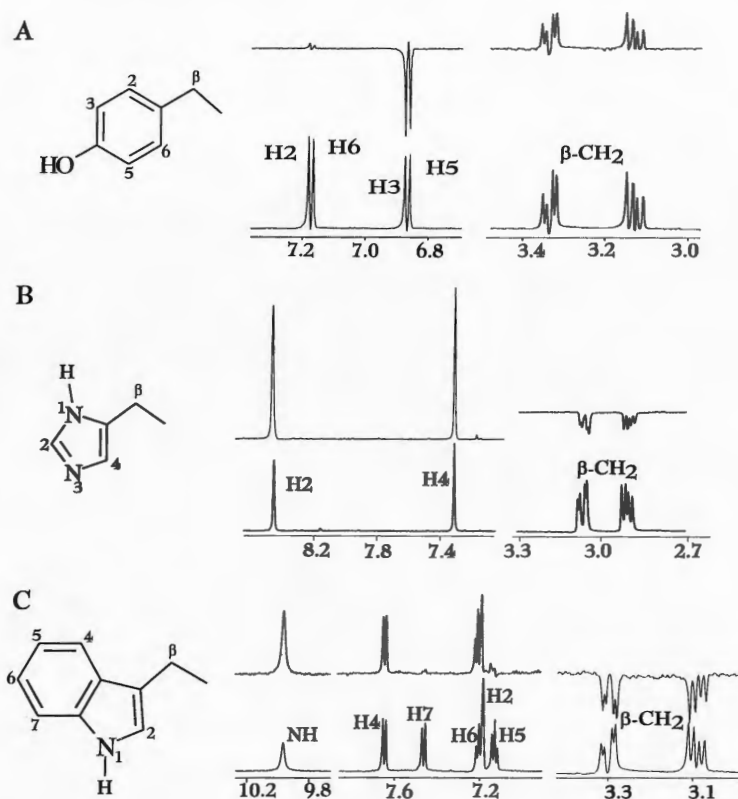 A
β
2
3
HO
5
6
H2 H6
H3 H5
β-CH2
7.2 7.0 6.8
3.4 3.2 3.0
B
H
β
1
N
2
4
N
3
H2
H4
β-CH2
8.2 7.8 7.4
3.3 3.0 2.7
C
5 4
β
6
7
2
N1
H
NH
H4
H7
H6
H2
H5
β-CH2
10.2 9.8
7.6 7.2
3.3 3.1